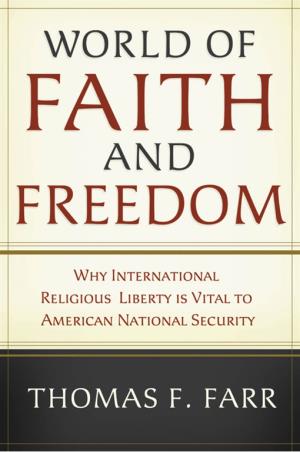 WORLD OF
FAITH
AND
FREEDOM
WHY INTERNATIONAL
RELIGIOUS LIBERTY IS VITAL TO
AMERICAN NATIONAL SECURITY
THOMAS F. FARR